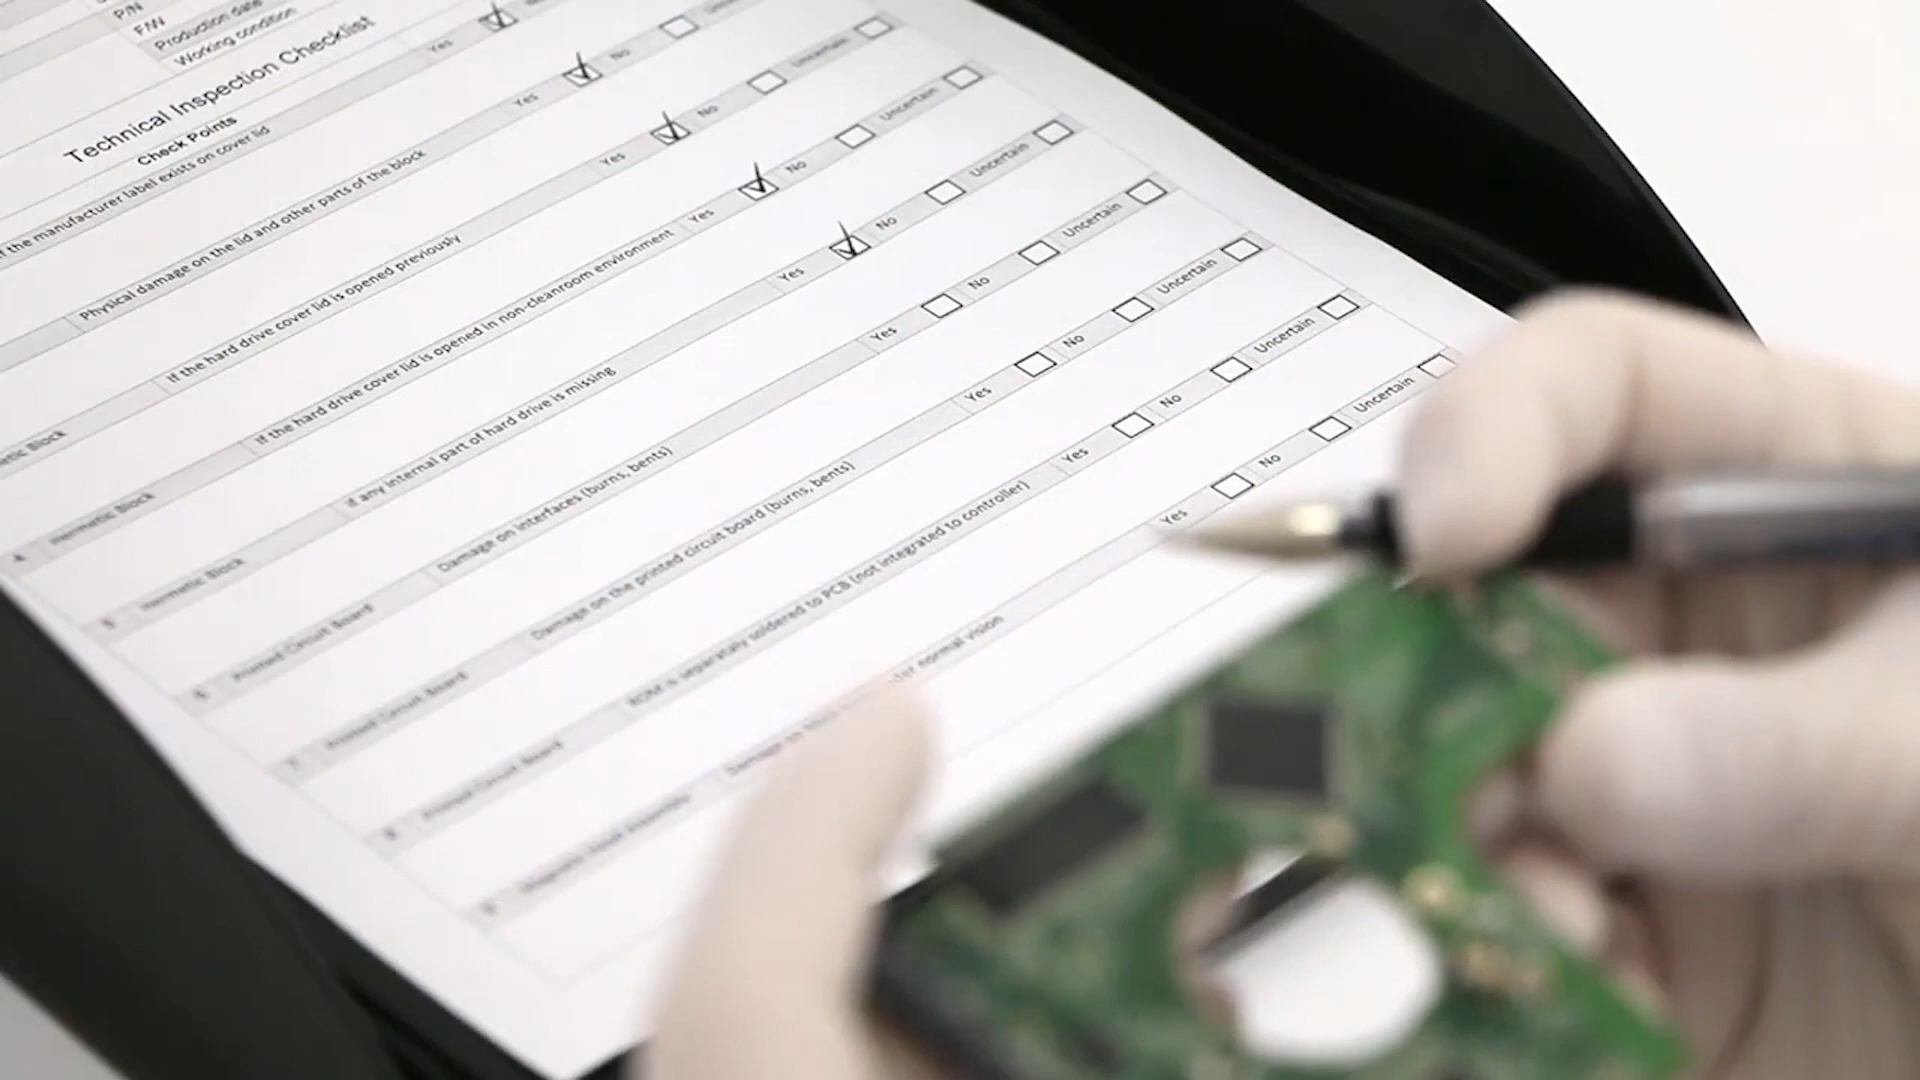 P/N
F/W
Production date
Working condition
Technical Inspection Checklist
Check Points
the manufacturer label exists on cover lid Yes
Physical damage on the lid and other parts of the block Yes No
If the hard drive cover lid is opened previously Yes No Uncertain
4 Hermetic Block If the hard drive cover lid is opened in non-cleanroom environment Yes No Uncertain
5 Hermetic Block If any internal part of hard drive is missing Yes No Uncertain
6 Printed Circuit Board Damage on interfaces (burns, bents) Yes No Uncertain
7 Printed Circuit Board Damage on the printed circuit board (burns, bents) Yes No Uncertain
8 Printed Circuit Board ROM is separataly soldered to PCB (not integrated to controller) Yes No Uncertain
9 Assembly Damage on normal vision Yes No Uncertain